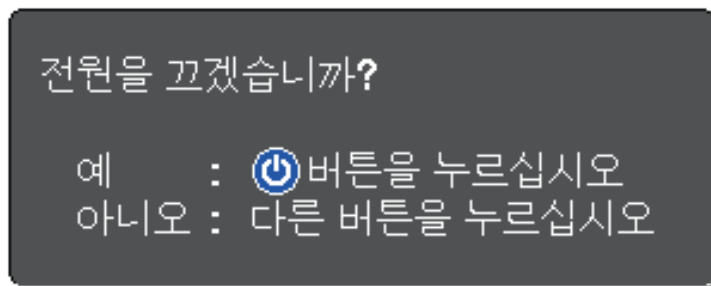 전원을 끄겠습니까?
예 : 버튼을 누르십시오
아니오 : 다른 버튼을 누르십시오